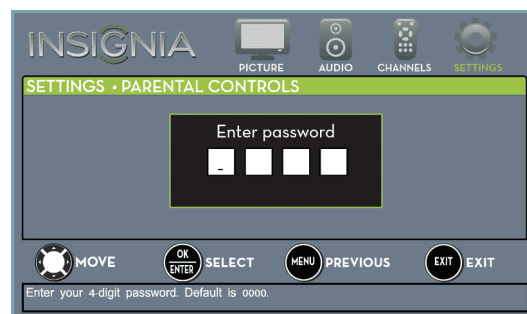 INSIGNIA
PICTURE AUDIO CHANNELS SETTINGS
SETTINGS • PARENTAL CONTROLS
Enter password
-
MOVE OK ENTER SELECT MENU PREVIOUS EXIT EXIT
Enter your 4-digit password. Default is 0000.